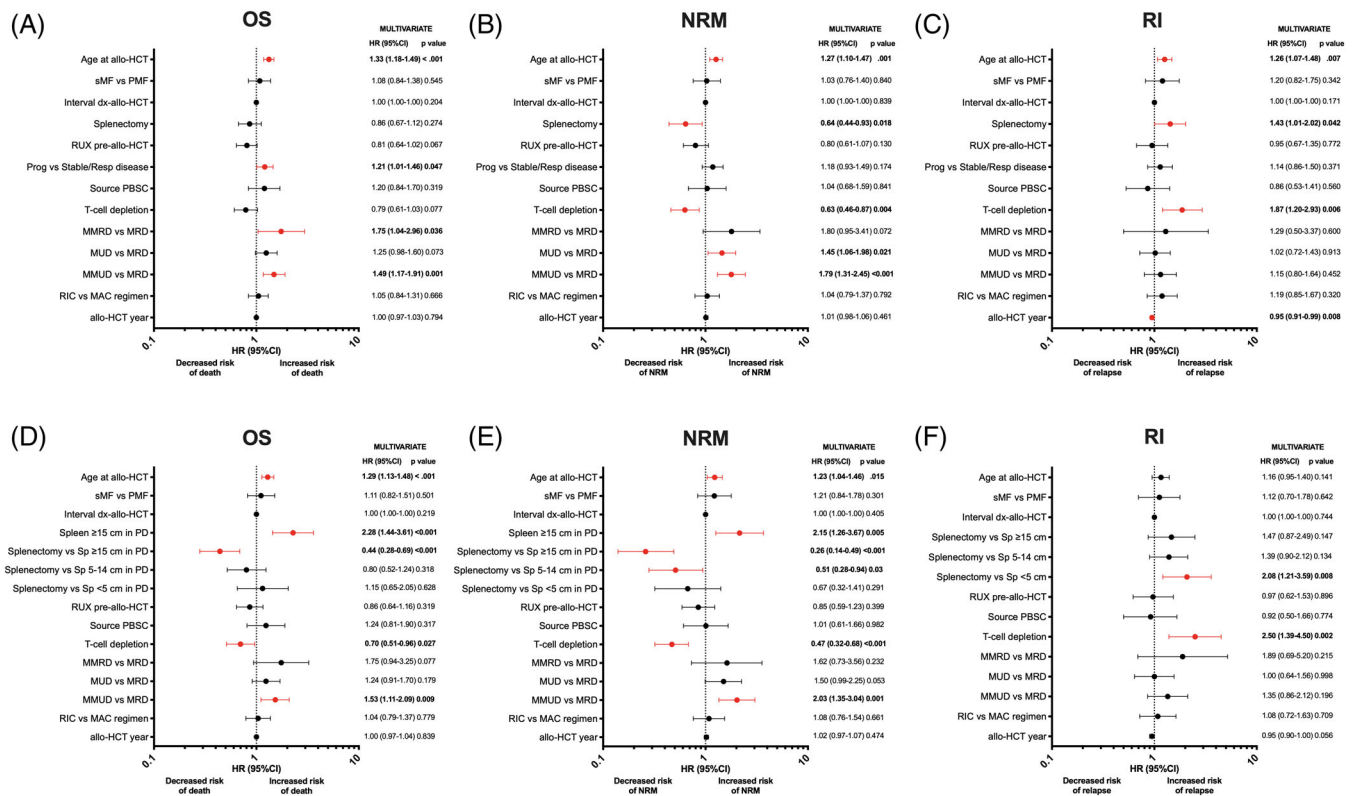 (A)
OS
MULTIVARIATE
HR (95%CI) p value
Age at allo-HCT 1.33 (1.18-1.49) < .001
sMF vs PMF 1.08 (0.84-1.38) 0.545
Interval dx-allo-HCT 1.00 (1.00-1.00) 0.204
Splenectomy 0.86 (0.67-1.12) 0.274
RUX pre-allo-HCT 0.81 (0.64-1.02) 0.067
Prog vs Stable/Resp disease 1.21 (1.01-1.46) 0.047
Source PBSC 1.20 (0.84-1.70) 0.319
T-cell depletion 0.79 (0.61-1.03) 0.077
MMRD vs MRD 1.75 (1.04-2.96) 0.036
MUD vs MRD 1.25 (0.98-1.60) 0.073
MMUD vs MRD 1.49 (1.17-1.91) 0.001
RIC vs MAC regimen 1.05 (0.84-1.31) 0.666
allo-HCT year 1.00 (0.97-1.03) 0.794
0.1 1 10
HR (95%CI)
Decreased risk Increased risk
of death of death
(B)
NRM
MULTIVARIATE
HR (95%CI) p value
Age at allo-HCT 1.27 (1.10-1.47) .001
sMF vs PMF 1.03 (0.76-1.40) 0.840
Interval dx-allo-HCT 1.00 (1.00-1.00) 0.839
Splenectomy 0.64 (0.44-0.93) 0.018
RUX pre-allo-HCT 0.80 (0.61-1.07) 0.130
Prog vs Stable/Resp disease 1.18 (0.93-1.49) 0.174
Source PBSC 1.04 (0.68-1.59) 0.841
T-cell depletion 0.63 (0.46-0.87) 0.004
MMRD vs MRD 1.80 (0.95-3.41) 0.072
MUD vs MRD 1.45 (1.06-1.98) 0.021
MMUD vs MRD 1.79 (1.31-2.45) <0.001
RIC vs MAC regimen 1.04 (0.79-1.37) 0.792
allo-HCT year 1.01 (0.98-1.06) 0.461
0.1 1 10
HR (95%CI)
Decreased risk Increased risk
of NRM of NRM
(C)
RI
MULTIVARIATE
HR (95%CI) p value
Age at allo-HCT 1.26 (1.07-1.48) .007
sMF vs PMF 1.20 (0.82-1.75) 0.342
Interval dx-allo-HCT 1.00 (1.00-1.00) 0.171
Splenectomy 1.43 (1.01-2.02) 0.042
RUX pre-allo-HCT 0.95 (0.67-1.35) 0.772
Prog vs Stable/Resp disease 1.14 (0.86-1.50) 0.371
Source PBSC 0.86 (0.53-1.41) 0.560
T-cell depletion 1.87 (1.20-2.93) 0.006
MMRD vs MRD 1.29 (0.50-3.37) 0.600
MUD vs MRD 1.02 (0.72-1.43) 0.913
MMUD vs MRD 1.15 (0.80-1.64) 0.452
RIC vs MAC regimen 1.19 (0.85-1.67) 0.320
allo-HCT year 0.95 (0.91-0.99) 0.008
0.1 1 10
HR (95%CI)
Decreased risk Increased risk
of relapse of relapse
(D)
OS
MULTIVARIATE
HR (95%CI) p value
Age at allo-HCT 1.29 (1.13-1.48) < .001
sMF vs PMF 1.11 (0.82-1.51) 0.501
Interval dx-allo-HCT 1.00 (1.00-1.00) 0.219
Spleen ≥15 cm in PD 2.28 (1.44-3.61) <0.001
Splenectomy vs Sp ≥15 cm in PD 0.44 (0.28-0.69) <0.001
Splenectomy vs Sp 5-14 cm in PD 0.80 (0.52-1.24) 0.318
Splenectomy vs Sp <5 cm in PD 1.15 (0.65-2.05) 0.628
RUX pre-allo-HCT 0.86 (0.64-1.16) 0.319
Source PBSC 1.24 (0.81-1.90) 0.317
T-cell depletion 0.70 (0.51-0.96) 0.027
MMRD vs MRD 1.75 (0.94-3.25) 0.077
MUD vs MRD 1.24 (0.91-1.70) 0.179
MMUD vs MRD 1.53 (1.11-2.09) 0.009
RIC vs MAC regimen 1.04 (0.79-1.37) 0.779
allo-HCT year 1.00 (0.97-1.04) 0.839
0.1 1 10
HR (95%CI)
Decreased risk Increased risk
of death of death
(E)
NRM
MULTIVARIATE
HR (95%CI) p value
Age at allo-HCT 1.23 (1.04-1.46) .015
sMF vs PMF 1.21 (0.84-1.78) 0.301
Interval dx-allo-HCT 1.00 (1.00-1.00) 0.405
Spleen ≥15 cm in PD 2.15 (1.26-3.67) 0.005
Splenectomy vs Sp ≥15 cm in PD 0.26 (0.14-0.49) <0.001
Splenectomy vs Sp 5-14 cm in PD 0.51 (0.28-0.94) 0.03
Splenectomy vs Sp <5 cm in PD 0.67 (0.32-1.41) 0.291
RUX pre-allo-HCT 0.85 (0.59-1.23) 0.399
Source PBSC 1.01 (0.61-1.66) 0.982
T-cell depletion 0.47 (0.32-0.68) <0.001
MMRD vs MRD 1.62 (0.73-3.56) 0.232
MUD vs MRD 1.50 (0.99-2.25) 0.053
MMUD vs MRD 2.03 (1.35-3.04) 0.001
RIC vs MAC regimen 1.08 (0.76-1.54) 0.661
allo-HCT year 1.02 (0.97-1.07) 0.474
0.1 1 10
HR (95%CI)
Decreased risk Increased risk
of NRM of NRM
(F)
RI
MULTIVARIATE
HR (95%CI) p value
Age at allo-HCT 1.16 (0.95-1.40) 0.141
sMF vs PMF 1.12 (0.70-1.78) 0.642
Interval dx-allo-HCT 1.00 (1.00-1.00) 0.744
Splenectomy vs Sp ≥15 cm 1.47 (0.87-2.49) 0.147
Splenectomy vs Sp 5-14 cm 1.39 (0.90-2.12) 0.134
Splenectomy vs Sp <5 cm 2.08 (1.21-3.59) 0.008
RUX pre-allo-HCT 0.97 (0.62-1.53) 0.896
Source PBSC 0.92 (0.50-1.66) 0.774
T-cell depletion 2.50 (1.39-4.50) 0.002
MMRD vs MRD 1.89 (0.69-5.20) 0.215
MUD vs MRD 1.00 (0.64-1.56) 0.998
MMUD vs MRD 1.35 (0.86-2.12) 0.196
RIC vs MAC regimen 1.08 (0.72-1.63) 0.709
allo-HCT year 0.95 (0.90-1.00) 0.056
0.1 1 10
HR (95%CI)
Decreased risk Increased risk
of relapse of relapse